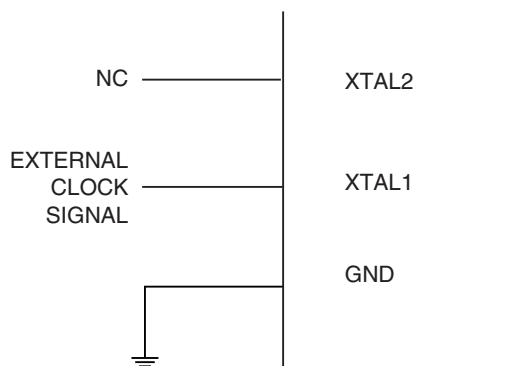 NC
XTAL2
EXTERNAL
CLOCK
SIGNAL
XTAL1
GND